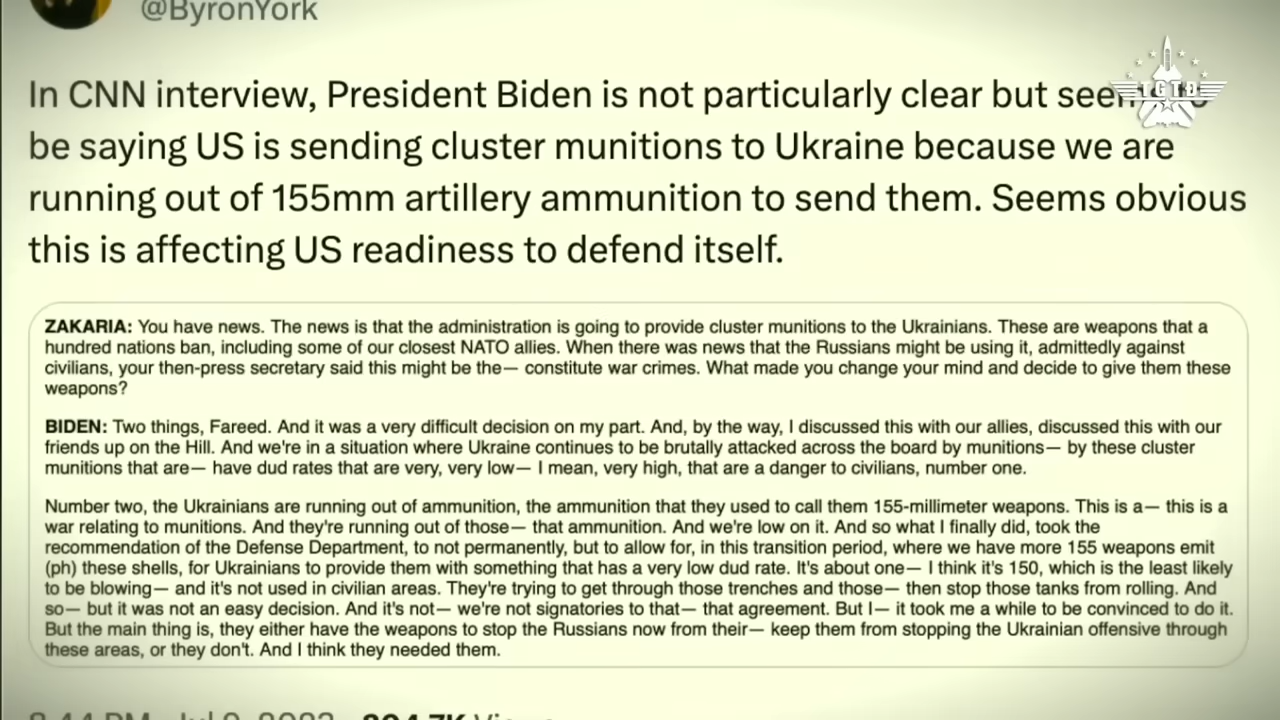 @ByronYork
In CNN interview, President Biden is not particularly clear but
be saying US is sending cluster munitions to Ukraine because we are
running out of 155mm artillery ammunition to send them. Seems obvious
this is affecting US readiness to defend itself.
ZAKARIA: You have news. The news is that the administration is going to provide cluster munitions to the Ukrainians. These are weapons that a
hundred nations ban, including some of our closest NATO allies. When there was news that the Russians might be using it, admittedly against
civilians, your then-press secretary said this might be the— constitute war crimes. What made you change your mind and decide to give them these
weapons?
BIDEN: Two things, Fareed. And it was a very difficult decision on my part. And, by the way, I discussed this with our allies, discussed this with our
friends up on the Hill. And we're in a situation where Ukraine continues to be brutally attacked across the board by munitions— by these cluster
munitions that are— have dud rates that are very, very low— I mean, very high, that are a danger to civilians, number one.
Number two, the Ukrainians are running out of ammunition, the ammunition that they used to call them 155-millimeter weapons. This is a— this is a
war relating to munitions. And they're running out of those— that ammunition. And we're low on it. And so what I finally did, took the
recommendation of the Defense Department, to not permanently, but to allow for, in this transition period, where we have more 155 weapons emit
(ph) these shells, for Ukrainians to provide them with something that has a very low dud rate. It's about one— I think it's 150, which is the least likely
to be blowing— and it's not used in civilian areas. They're trying to get through those trenches and those— then stop those tanks from rolling. And
so— but it was not an easy decision. And it's not— we're not signatories to that— that agreement. But I— it took me a while to be convinced to do it.
But the main thing is, they either have the weapons to stop the Russians now from their— keep them from stopping the Ukrainian offensive through
these areas, or they don't. And I think they needed them.